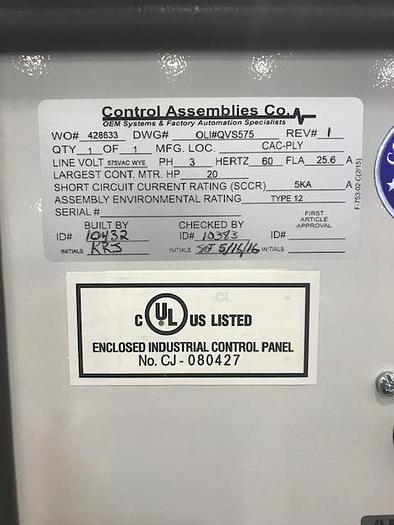 Control Assemblies Co.
OEM Systems & Factory Automation Specialists
WO# 428633 DWG# OLI#QVS575 REV# 1
QTY 1 OF 1 MFG. LOC. CAC-PLY
LINE VOLT 575VAC WYE PH 3 HERTZ 60 FLA 25.6 A
LARGEST CONT. MTR. HP 20
SHORT CIRCUIT CURRENT RATING (SCCR) 5KA A
ASSEMBLY ENVIRONMENTAL RATING TYPE 12
SERIAL#
FIRST ARTICLE APPROVAL
BUILT BY CHECKED BY
ID# 10432 ID# 10393 ID#
INITIALS KRJ INITIALS 5/16/16 INITIALS
F-753-02-C(2/15)
C UL US LISTED
ENCLOSED INDUSTRIAL CONTROL PANEL
No. CJ-080427